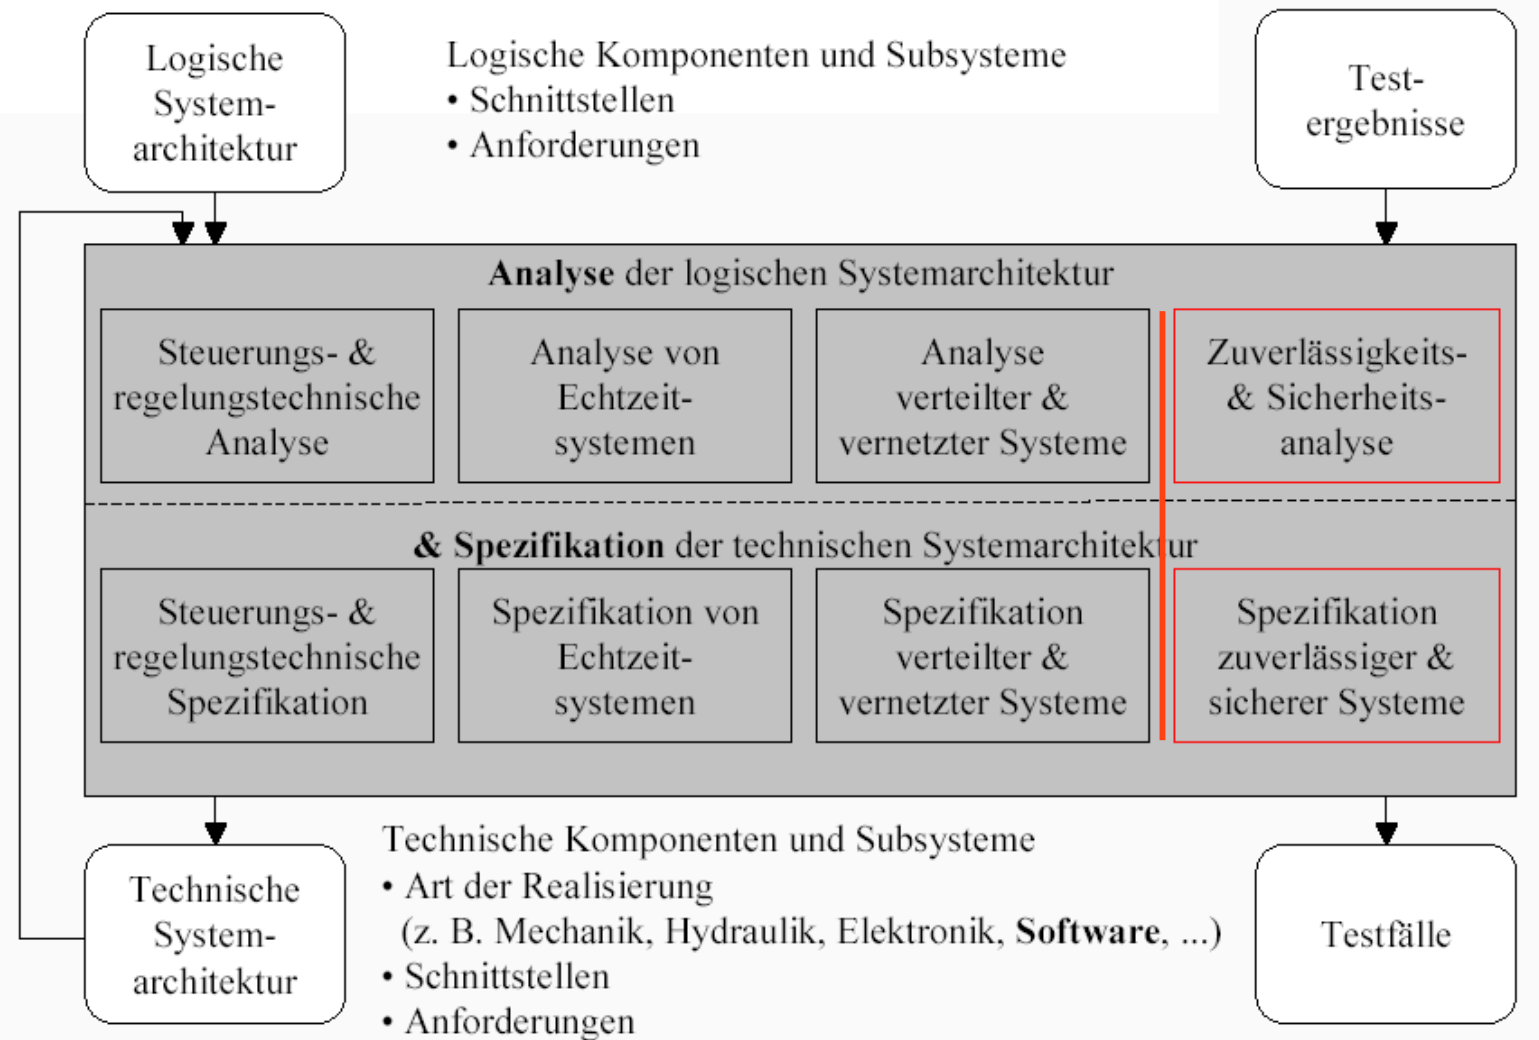 Logische
System-
architektur
Logische Komponenten und Subsysteme
• Schnittstellen
• Anforderungen
Test-
ergebnisse
Analyse der logischen Systemarchitektur
Steuerungs- &
regelungstechnische
Analyse
Analyse von
Echtzeit-
systemen
Analyse
verteilter &
vernetzter Systeme
Zuverlässigkeits-
& Sicherheits-
analyse
& Spezifikation der technischen Systemarchitektur
Steuerungs- &
regelungstechnische
Spezifikation
Spezifikation von
Echtzeit-
systemen
Spezifikation
verteilter &
vernetzter Systeme
Spezifikation
zuverlässiger &
sicherer Systeme
Technische
System-
architektur
Technische Komponenten und Subsysteme
• Art der Realisierung
(z. B. Mechanik, Hydraulik, Elektronik, Software, ...)
• Schnittstellen
• Anforderungen
Testfälle